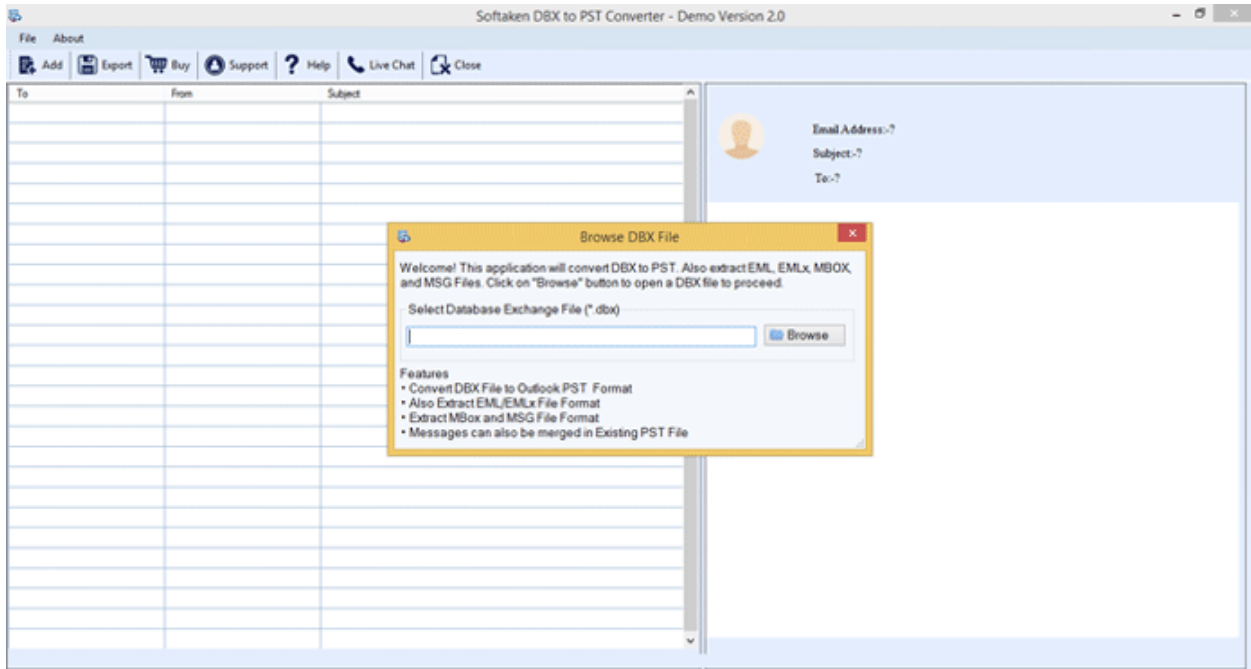 Softaken DBX to PST Converter - Demo Version 2.0
File About
Add Export Buy Support ? Help Live Chat Close
To From Subject
Email Address:-?
Subject:-?
To:-?
Browse DBX File
Welcome! This application will convert DBX to PST. Also extract EML, EMLx, MBOX,
and MSG Files. Click on "Browse" button to open a DBX file to proceed.
Select Database Exchange File (*.dbx)
Browse
Features
• Convert DBX File to Outlook PST Format
• Also Extract EML/EMLx File Format
• Extract MBox and MSG File Format
• Messages can also be merged in Existing PST File